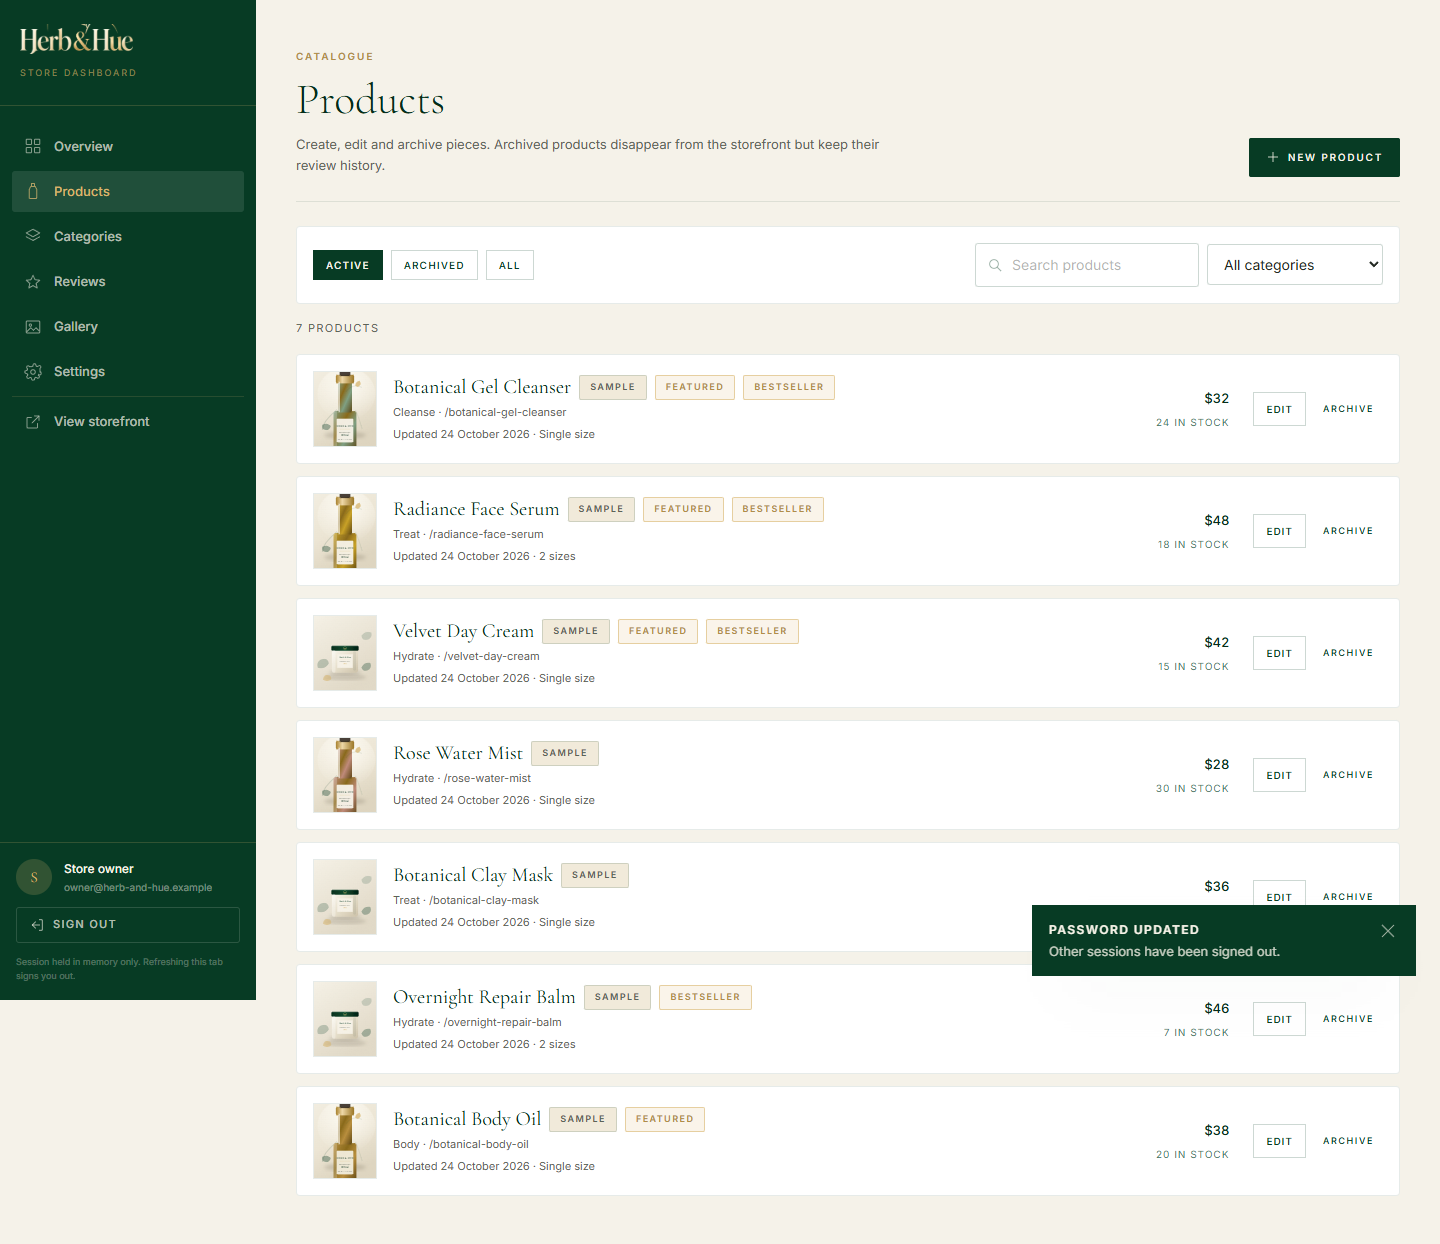 Herb&Hue
STORE DASHBOARD
Overview
Products
Categories
Reviews
Gallery
Settings
View storefront
S
Store owner
owner@herb-and-hue.example
SIGN OUT
Session held in memory only. Refreshing this tab
signs you out.
CATALOGUE
Products
Create, edit and archive pieces. Archived products disappear from the storefront but keep their
review history.
NEW PRODUCT
ACTIVE ARCHIVED ALL
Search products
All categories
7 PRODUCTS
Botanical Gel Cleanser SAMPLE FEATURED BESTSELLER
Cleanse · /botanical-gel-cleanser
Updated 24 October 2026 · Single size
$32
24 IN STOCK
EDIT ARCHIVE
Radiance Face Serum SAMPLE FEATURED BESTSELLER
Treat · /radiance-face-serum
Updated 24 October 2026 · 2 sizes
$48
18 IN STOCK
EDIT ARCHIVE
Velvet Day Cream SAMPLE FEATURED BESTSELLER
Hydrate · /velvet-day-cream
Updated 24 October 2026 · Single size
$42
15 IN STOCK
EDIT ARCHIVE
Rose Water Mist SAMPLE
Hydrate · /rose-water-mist
Updated 24 October 2026 · Single size
$28
30 IN STOCK
EDIT ARCHIVE
Botanical Clay Mask SAMPLE
Treat · /botanical-clay-mask
Updated 24 October 2026 · Single size
$36
EDIT ARCHIVE
PASSWORD UPDATED
Other sessions have been signed out.
Overnight Repair Balm SAMPLE BESTSELLER
Hydrate · /overnight-repair-balm
Updated 24 October 2026 · 2 sizes
$46
7 IN STOCK
EDIT ARCHIVE
Botanical Body Oil SAMPLE FEATURED
Body · /botanical-body-oil
Updated 24 October 2026 · Single size
$38
20 IN STOCK
EDIT ARCHIVE